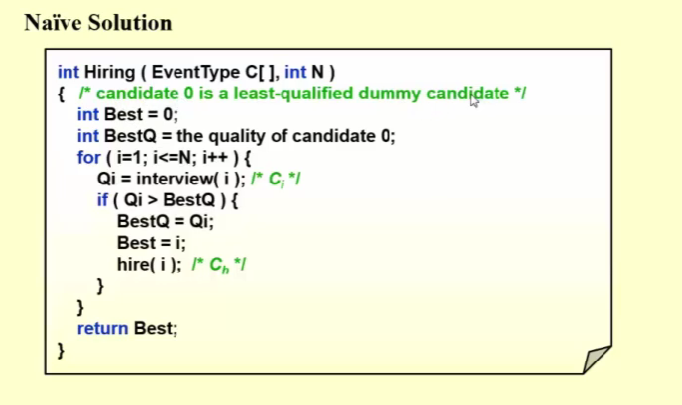 Naïve Solution
int Hiring ( EventType C[ ], int N )
{ /* candidate 0 is a least-qualified dummy candidate */
int Best = 0;
int BestQ = the quality of candidate 0;
for ( i=1; i<=N; i++ ) {
Qi = interview( i ); /* Ci */
if ( Qi > BestQ ) {
BestQ = Qi;
Best = i;
hire( i ); /* Ch */
}
}
return Best;
}